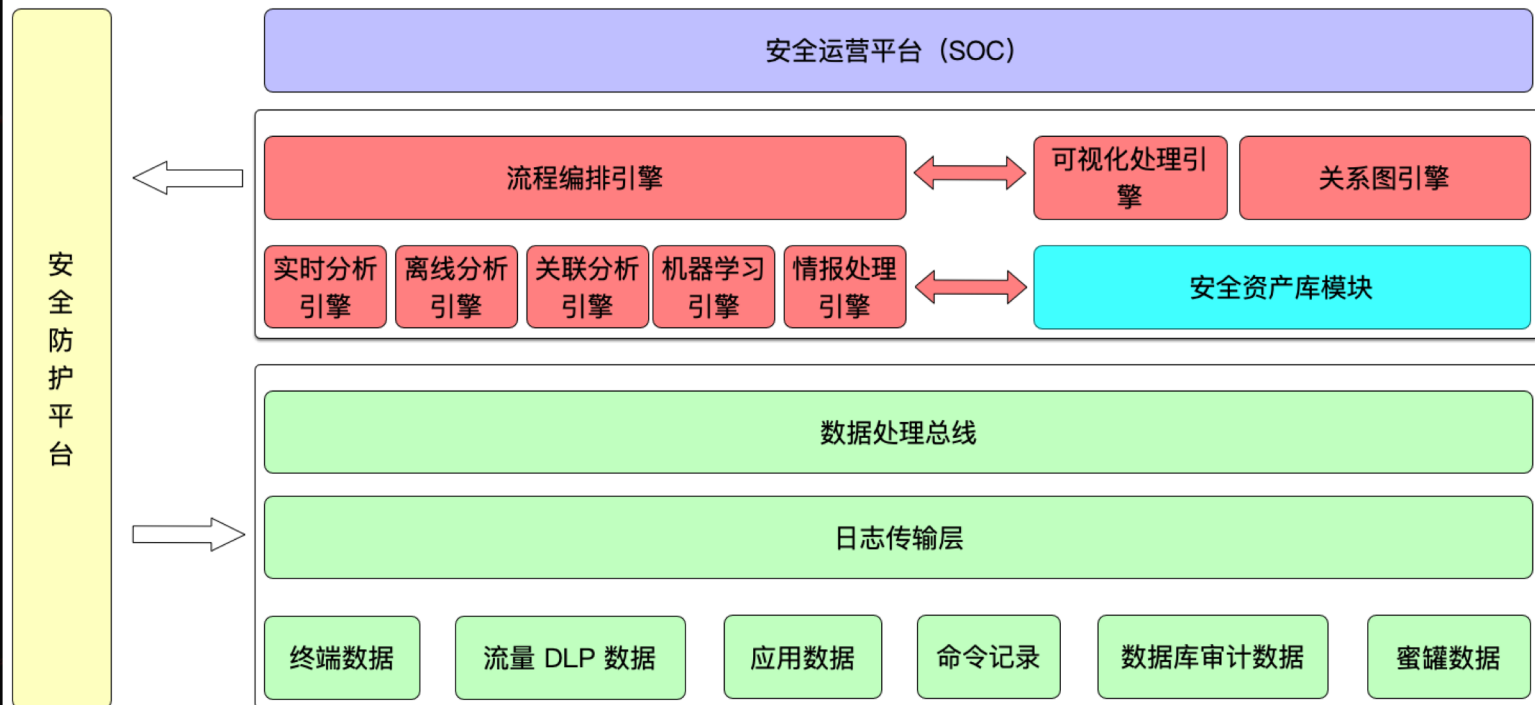 安全运营平台（SOC）
流程编排引擎
可视化处理引
擎
关系图引擎
实时分析
引擎
离线分析
引擎
关联分析
引擎
机器学习
引擎
情报处理
引擎
安全资产库模块
安
全
防
护
平
台
数据处理总线
日志传输层
终端数据
流量 DLP 数据
应用数据
命令记录
数据库审计数据
蜜罐数据